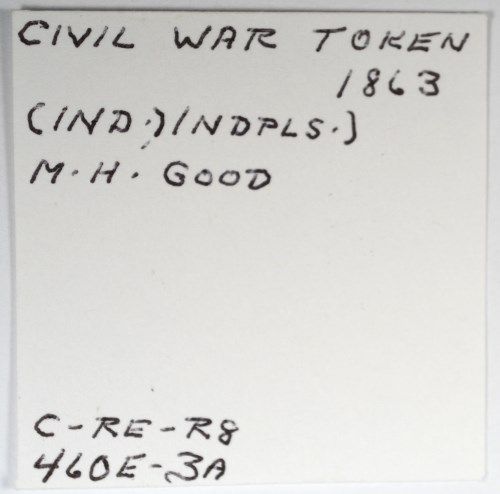 CIVIL WAR TOKEN
1863
(IND.)INDPLS.)
M.H. GOOD
C-RE-R8
460E-3A